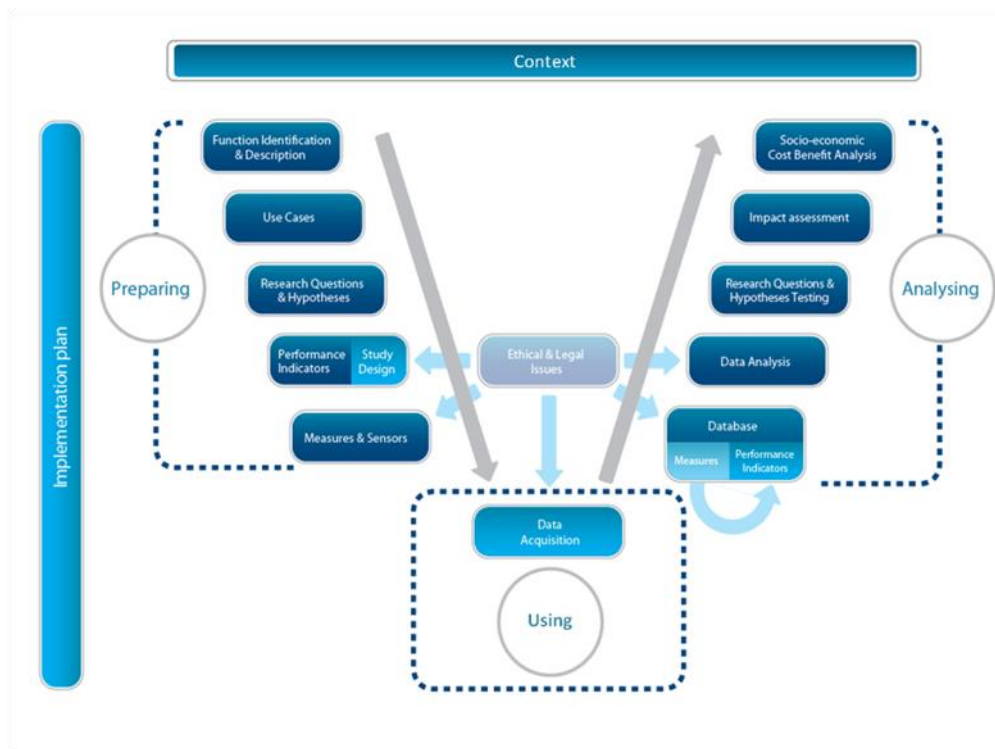 Context
Implementation plan
Preparing
Function Identification
& Description
Use Cases
Research Questions
& Hypotheses
Performance
Indicators
Study
Design
Measures & Sensors
Ethical & Legal
Issues
Data
Acquisition
Using
Socio-economic
Cost Benefit Analysis
Impact assessment
Research Questions &
Hypotheses Testing
Data Analysis
Database
Measures
Performance
Indicators
Analysing